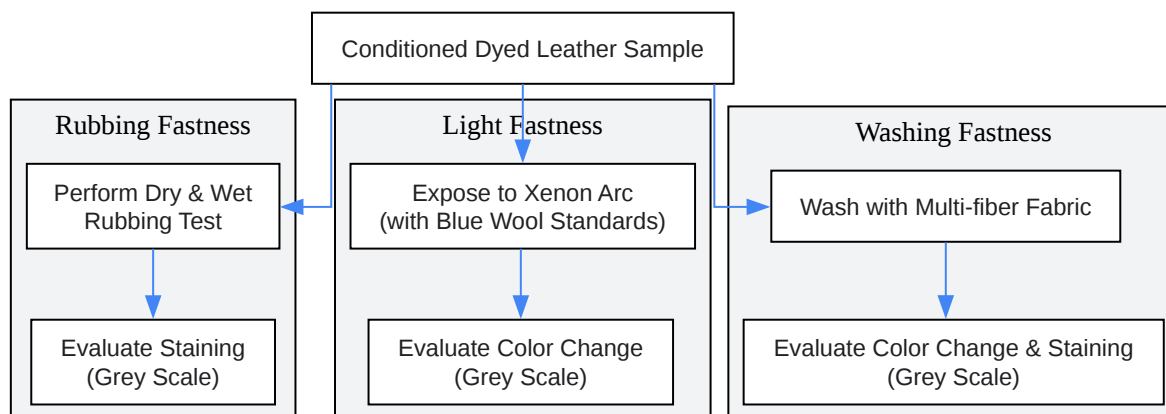 Conditioned Dyed Leather Sample
Rubbing Fastness
Perform Dry & Wet
Rubbing Test
Evaluate Staining
(Grey Scale)
Light Fastness
Expose to Xenon Arc
(with Blue Wool Standards)
Evaluate Color Change
(Grey Scale)
Washing Fastness
Wash with Multi-fiber Fabric
Evaluate Color Change & Staining
(Grey Scale)